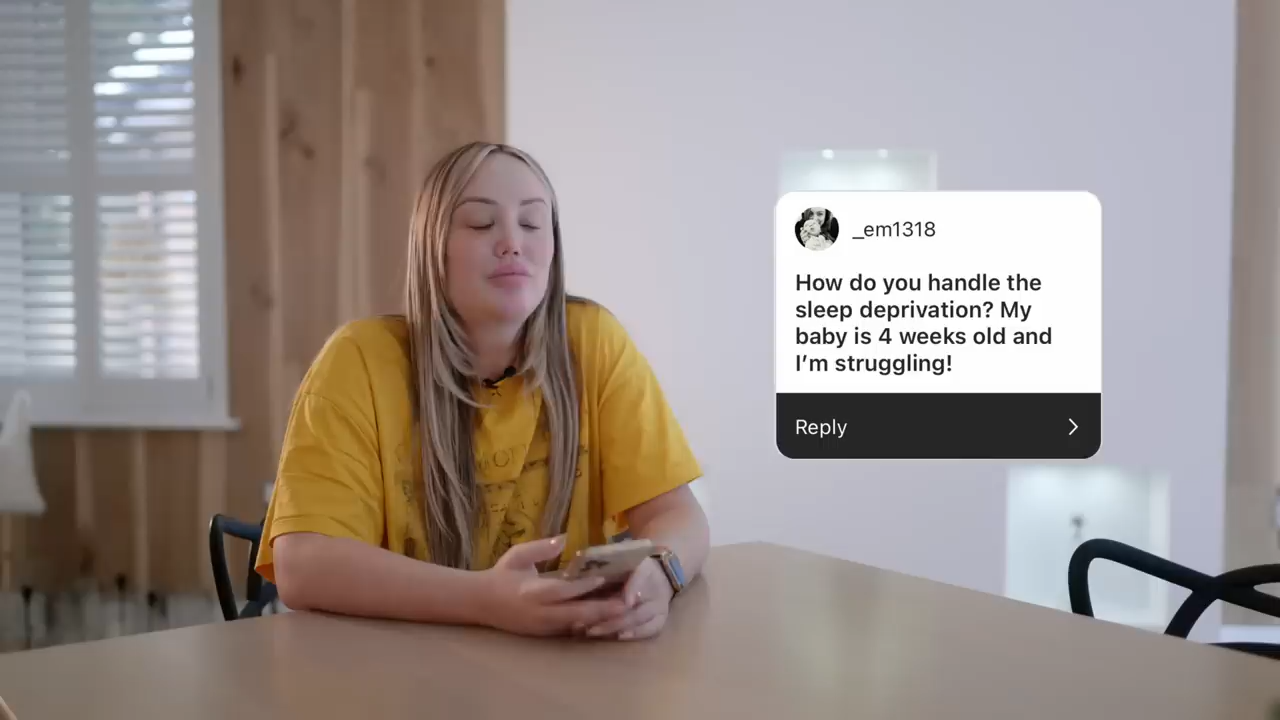 _em1318
How do you handle the
sleep deprivation? My
baby is 4 weeks old and
I’m struggling!
Reply